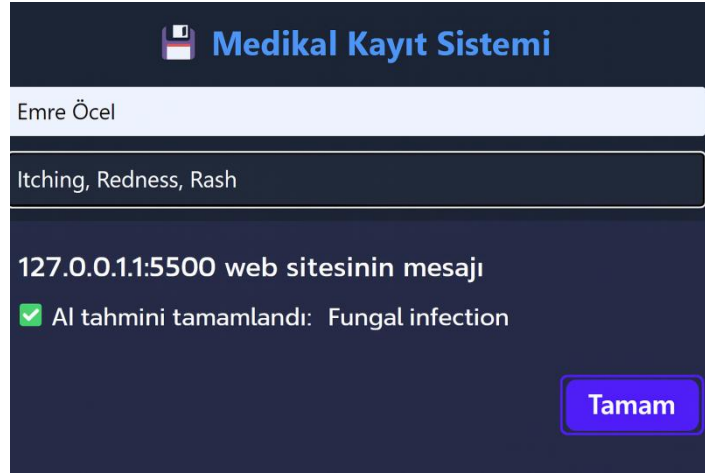 Medikal Kayıt Sistemi
Emre Öcel
Itching, Redness, Rash
127.0.0.1.1:5500 web sitesinin mesajı
AI tahmini tamamlandı: Fungal infection
Tamam